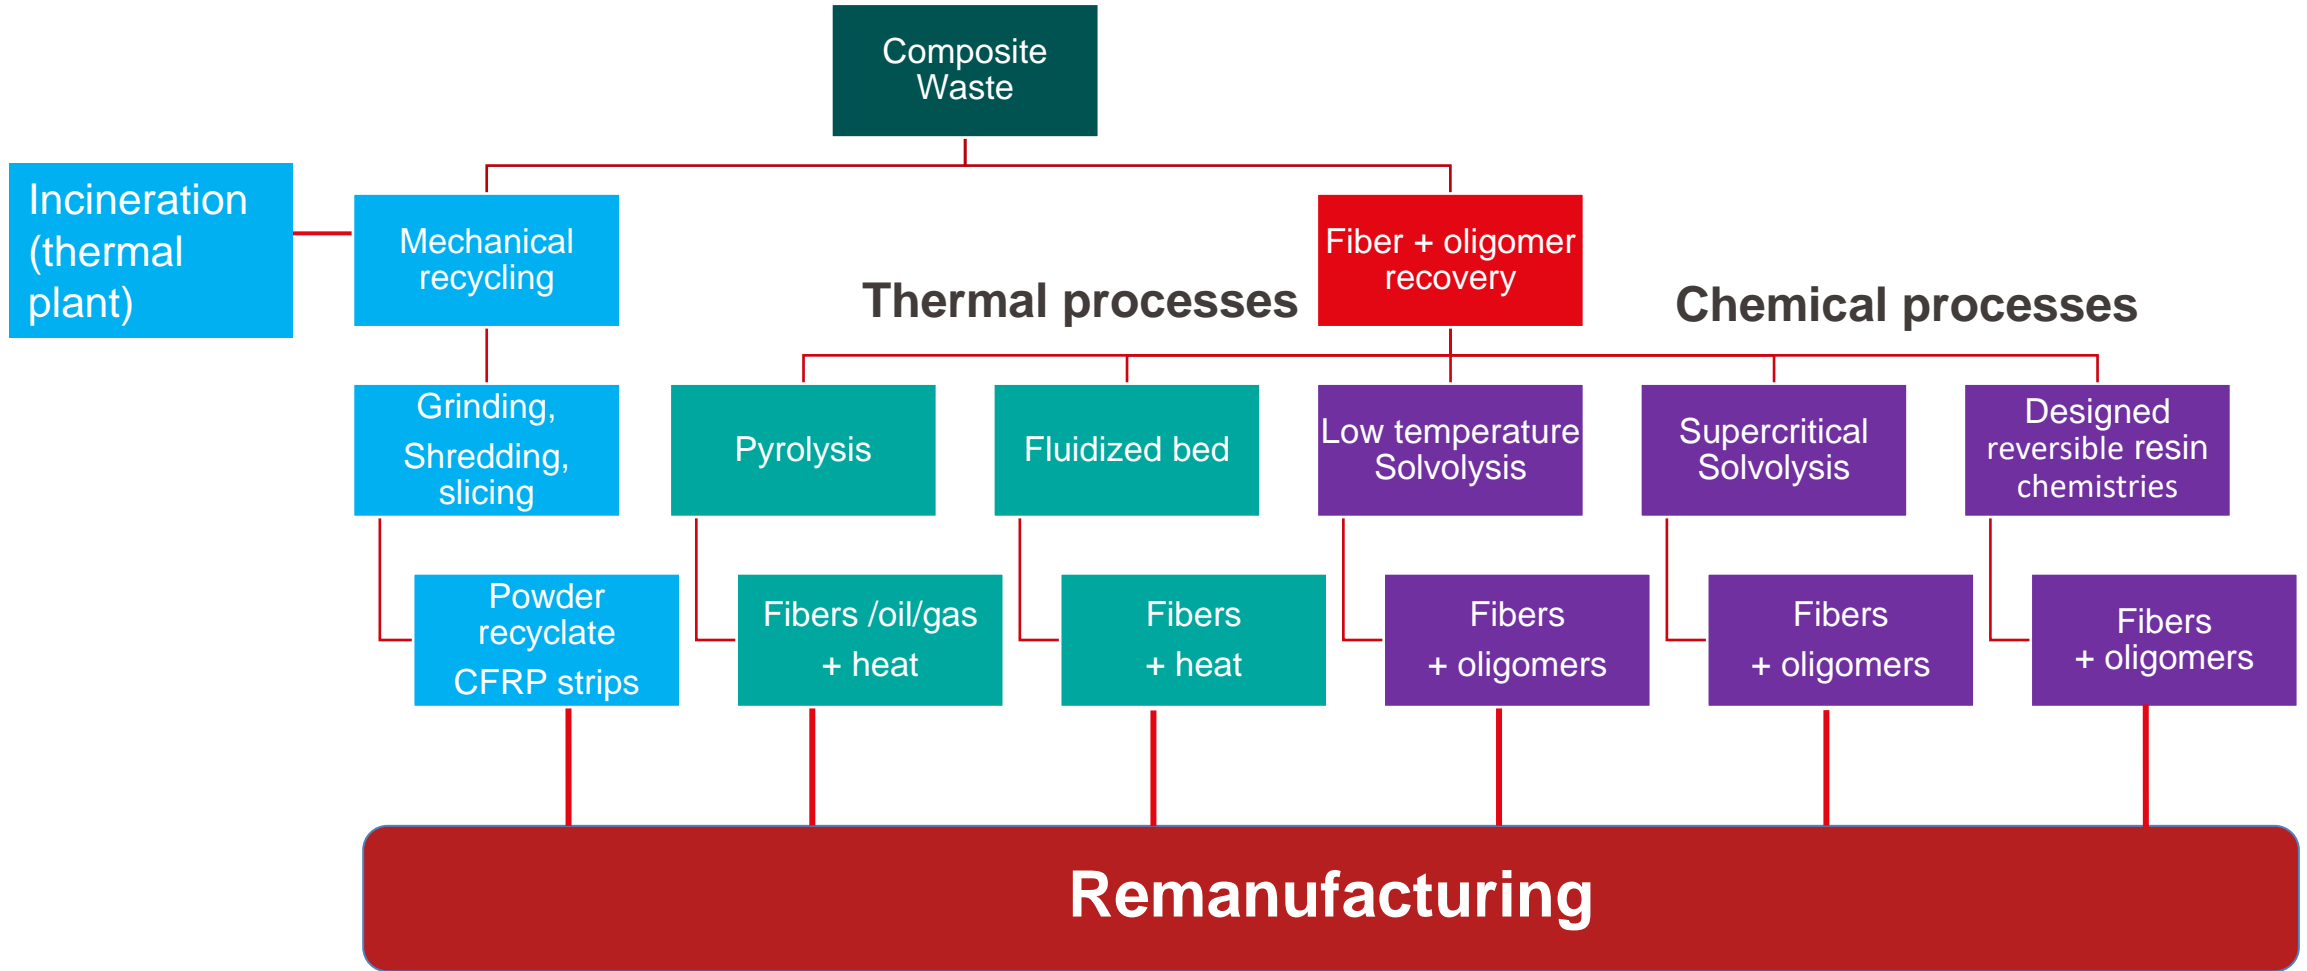 Composite
Waste
Incineration
(thermal
plant)
Mechanical
recycling
Fiber + oligomer
recovery
Thermal processes
Chemical processes
Grinding,
Shredding,
slicing
Pyrolysis
Fluidized bed
Low temperature
Solvolysis
Supercritical
Solvolysis
Designed
reversible resin
chemistries
Powder
recyclate
CFRP strips
Fibers /oil/gas
+ heat
Fibers
+ heat
Fibers
+ oligomers
Fibers
+ oligomers
Fibers
+ oligomers
Remanufacturing